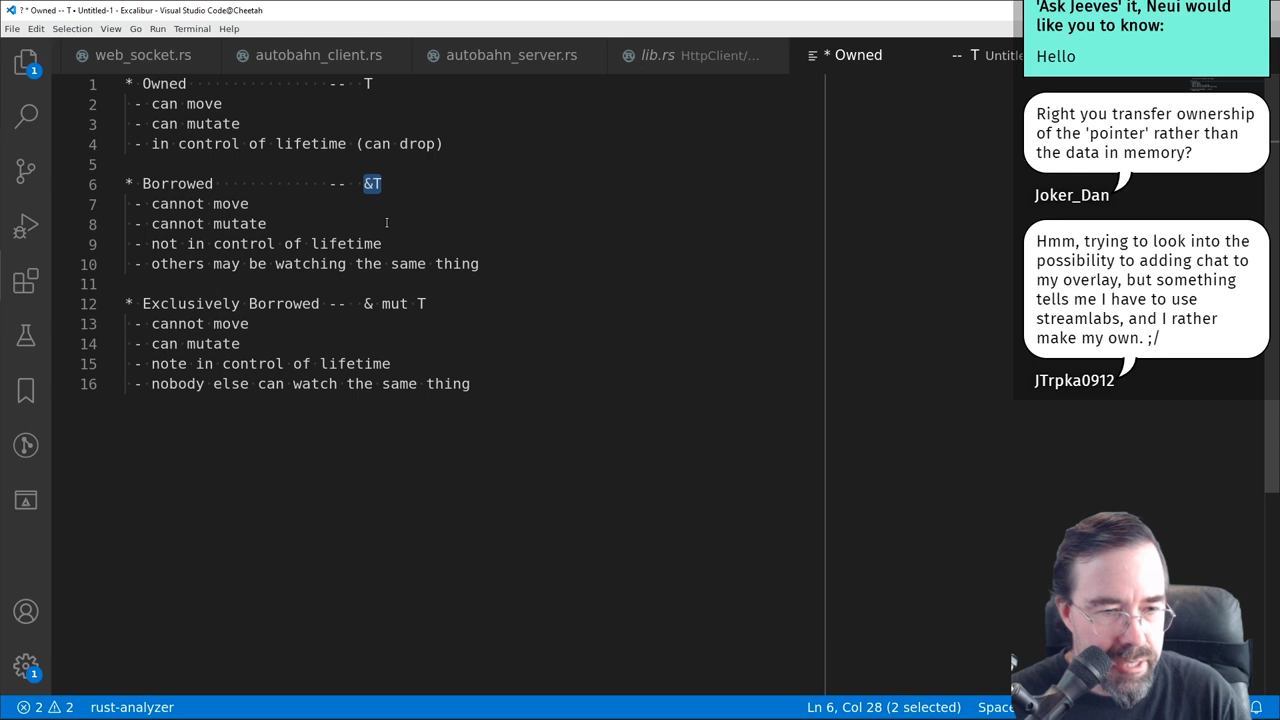 ? * Owned -- T • Untitled-1 - Excalibur - Visual Studio Code@Cheetah
File Edit Selection View Go Run Terminal Help
web_socket.rs autobahn_client.rs autobahn_server.rs lib.rs HttpClient/... * Owned -- T
1 * Owned -- T
2 - can move
3 - can mutate
4 - in control of lifetime (can drop)
5
6 * Borrowed -- &T
7 - cannot move
8 - cannot mutate
9 - not in control of lifetime
10 - others may be watching the same thing
11
12 * Exclusively Borrowed -- & mut T
13 - cannot move
14 - can mutate
15 - note in control of lifetime
16 - nobody else can watch the same thing
'Ask Jeeves' it, Neui would
like you to know:
Hello
Right you transfer ownership
of the 'pointer' rather than
the data in memory?
Joker_Dan
Hmm, trying to look into the
possibility to adding chat to
my overlay, but something
tells me I have to use
streamlabs, and I rather
make my own. ;/
JTrpka0912
1
1
2 2 rust-analyzer Ln 6, Col 28 (2 selected)